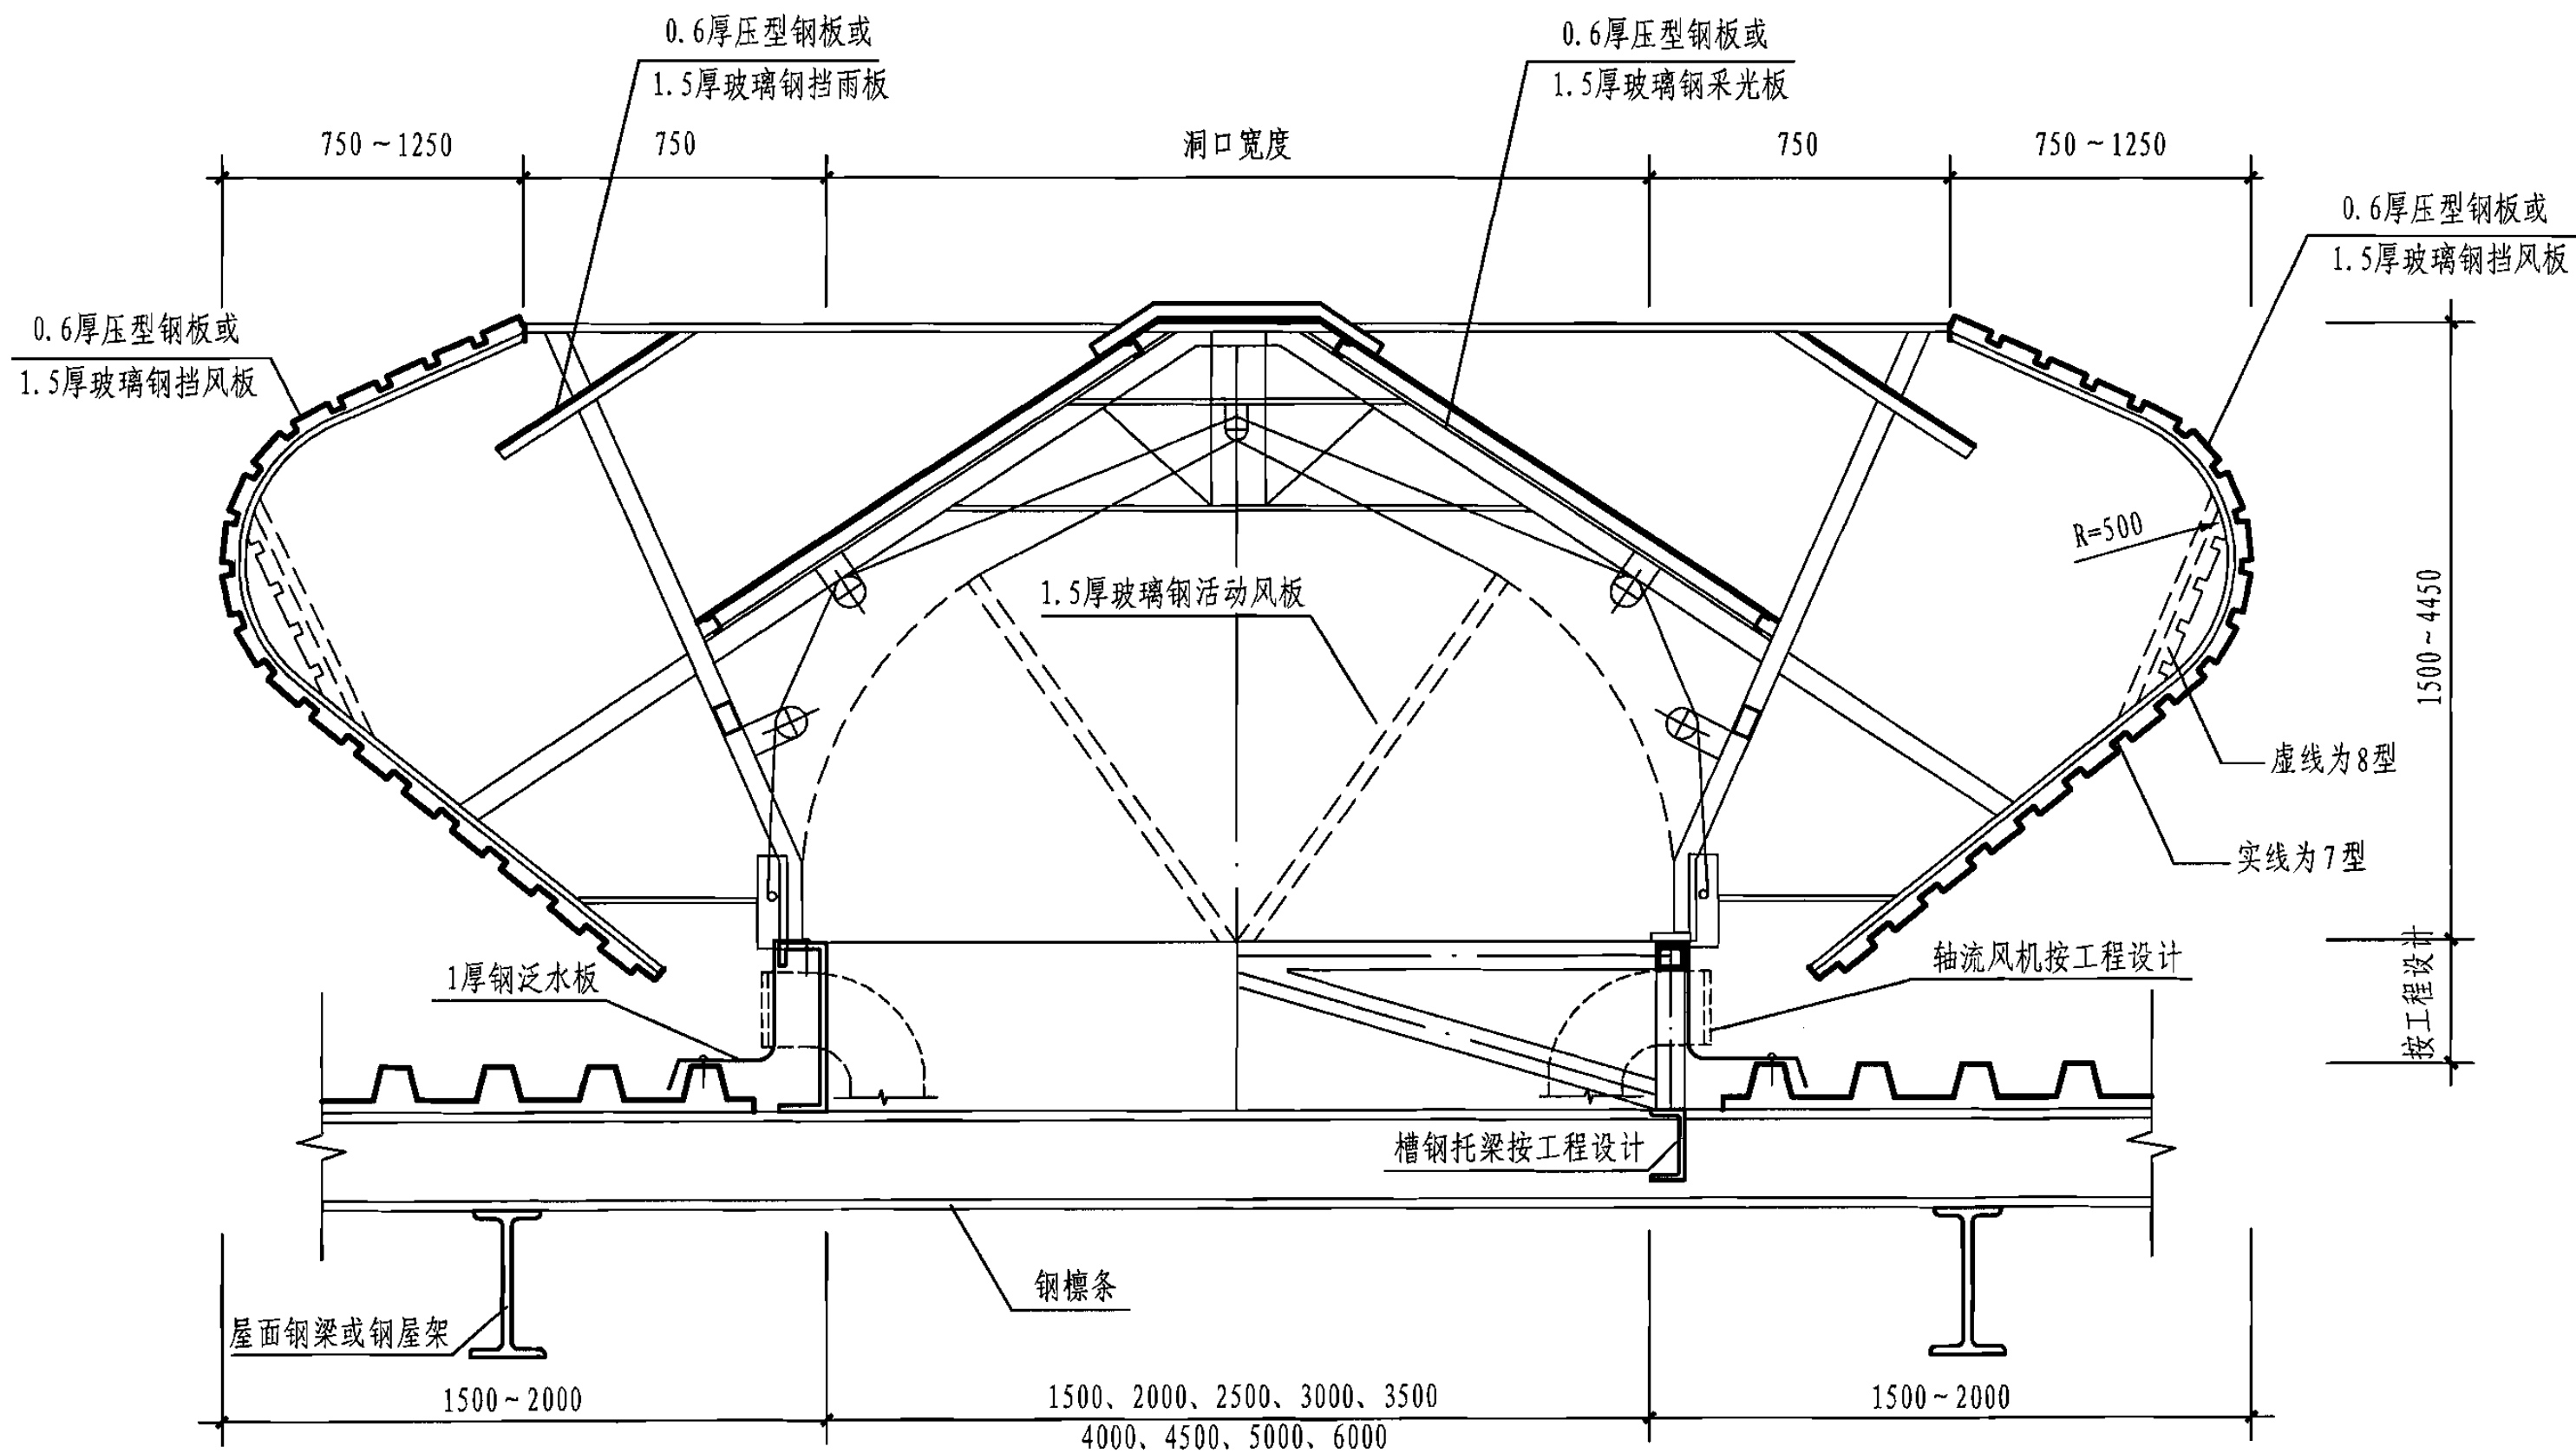 0.6厚压型钢板或
1.5厚玻璃钢挡雨板
0.6厚压型钢板或
1.5厚玻璃钢采光板
750~1250
750
洞口宽度
750
750~1250
0.6厚压型钢板或
1.5厚玻璃钢挡风板
0.6厚压型钢板或
1.5厚玻璃钢挡风板
R=500
1.5厚玻璃钢活动风板
1500~4450
虚线为8型
实线为7型
1厚钢泛水板
轴流风机按工程设计
按工程设计
槽钢托梁按工程设计
钢檩条
屋面钢梁或钢屋架
1500~2000
1500、2000、2500、3000、3500
4000、4500、5000、6000
1500~2000